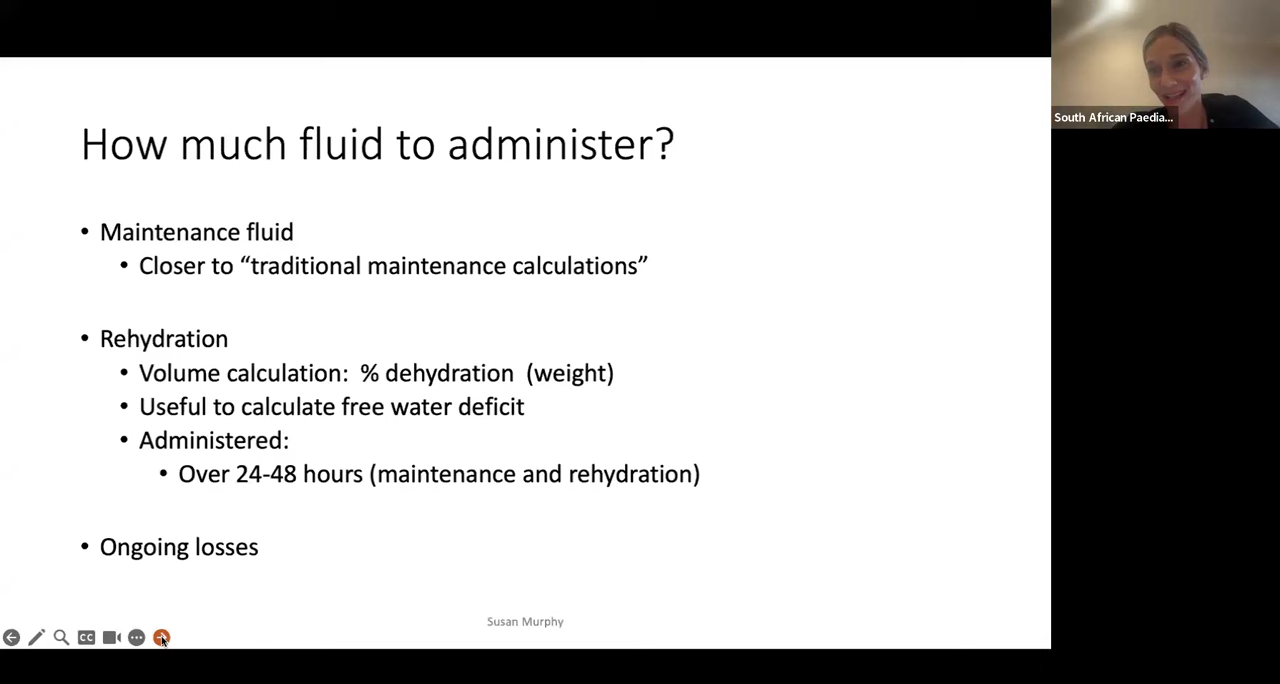 How much fluid to administer?
• Maintenance fluid
• Closer to “traditional maintenance calculations”
• Rehydration
• Volume calculation:  % dehydration  (weight)
• Useful to calculate free water deficit
• Administered:
• Over 24-48 hours (maintenance and rehydration)
• Ongoing losses
Susan Murphy
CC
South African Paedia...